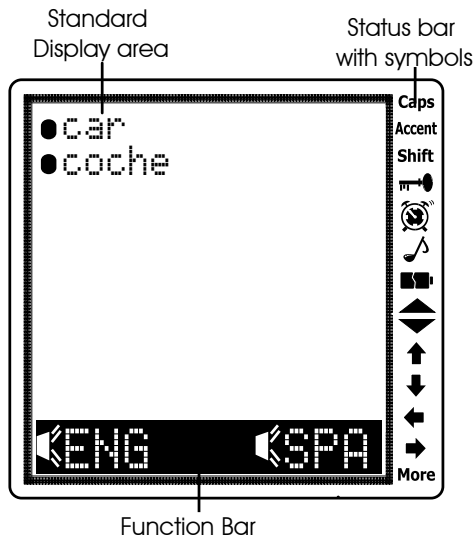 Standard
Display area
Status bar
with symbols
car
coche
Caps
Accent
Shift
ENG
SPA
More
Function Bar